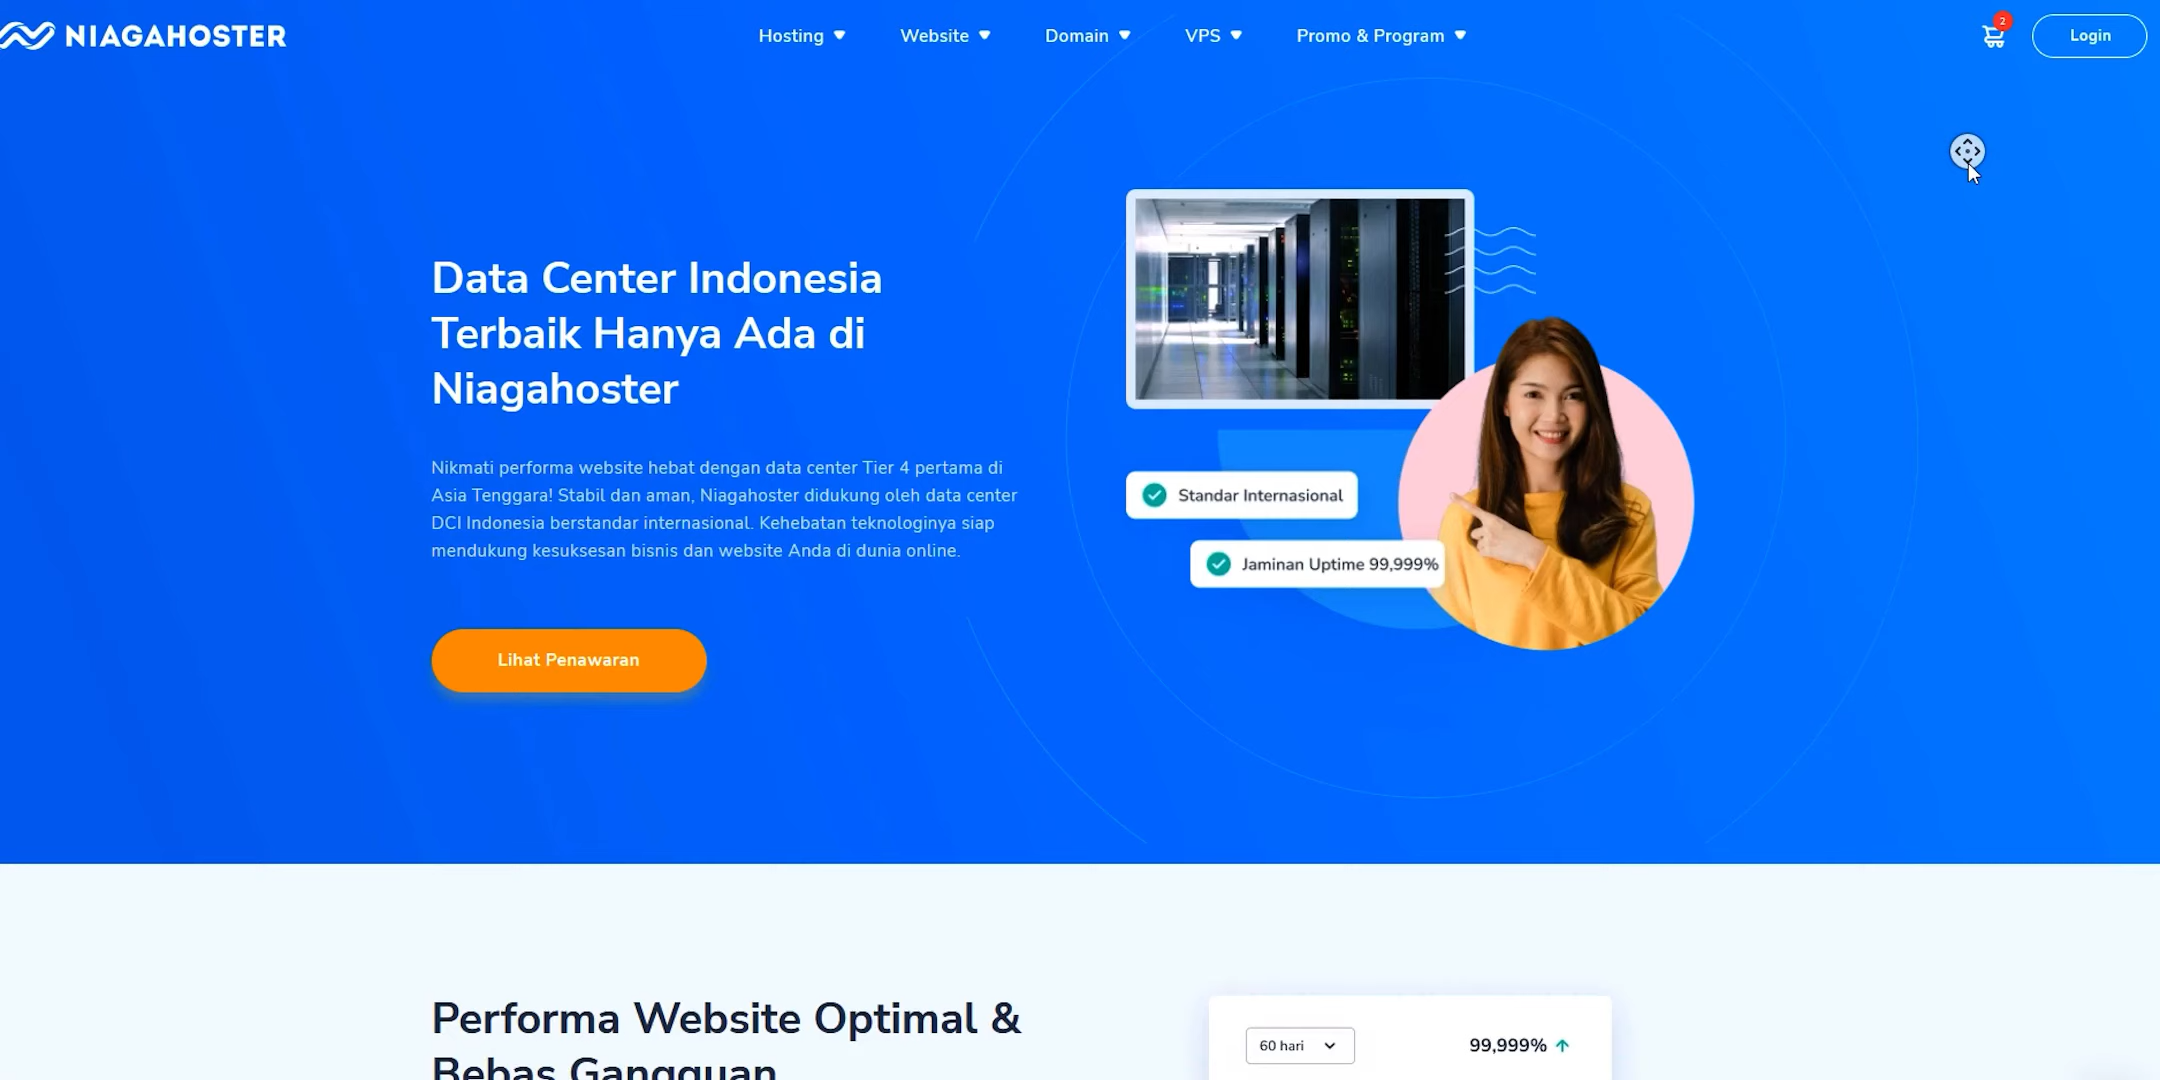 NIAGAHOSTER
Hosting
Website
Domain
VPS
Promo & Program
2
Login
Data Center Indonesia
Terbaik Hanya Ada di
Niagahoster
Nikmati performa website hebat dengan data center Tier 4 pertama di
Asia Tenggara! Stabil dan aman, Niagahoster didukung oleh data center
DCI Indonesia berstandar internasional. Kehebatan teknologinya siap
mendukung kesuksesan bisnis dan website Anda di dunia online.
Lihat Penawaran
Standar Internasional
Jaminan Uptime 99,999%
Performa Website Optimal &
Bebas Gangguan
60 hari
99,999%